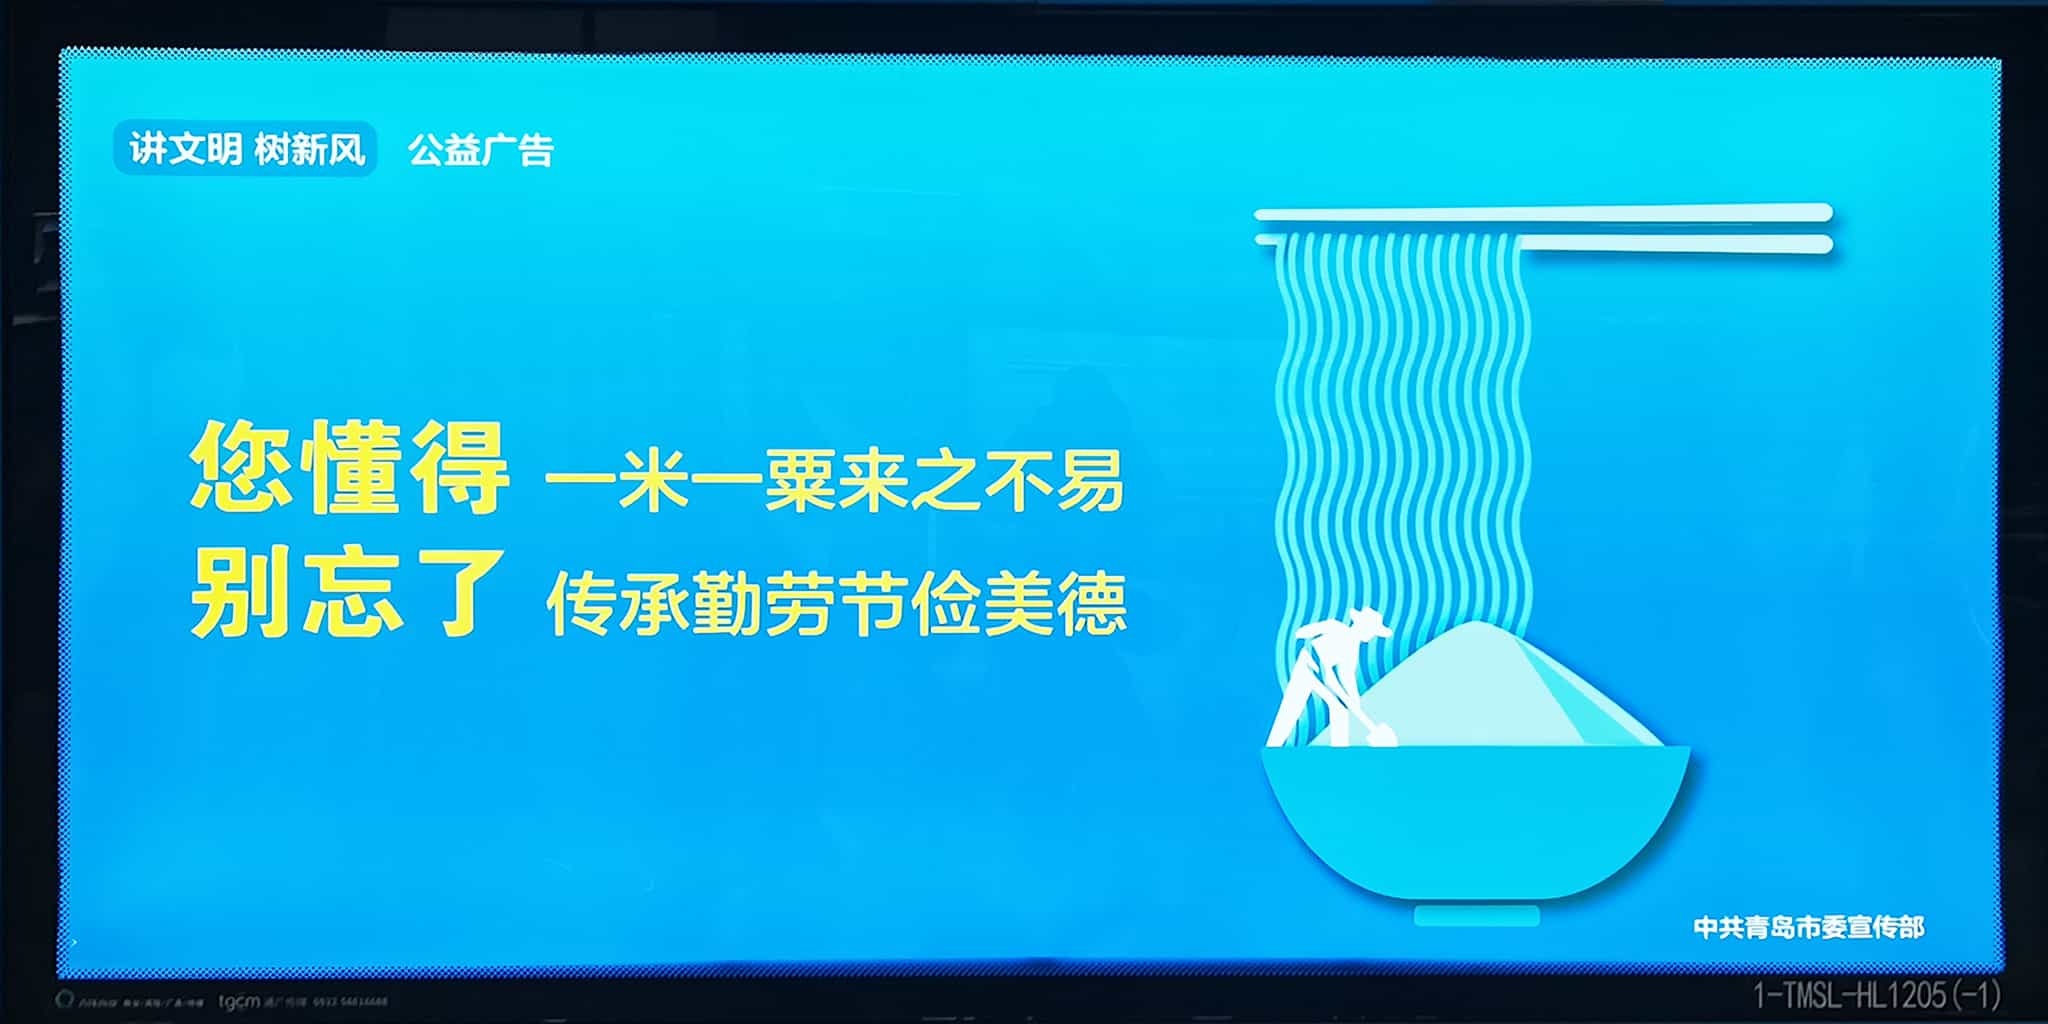 讲文明 树新风 公益广告
您懂得 一米一粟来之不易
别忘了 传承勤劳节俭美德
中共青岛市委宣传部
tgcm
1-TMSL-HL1205(-1)